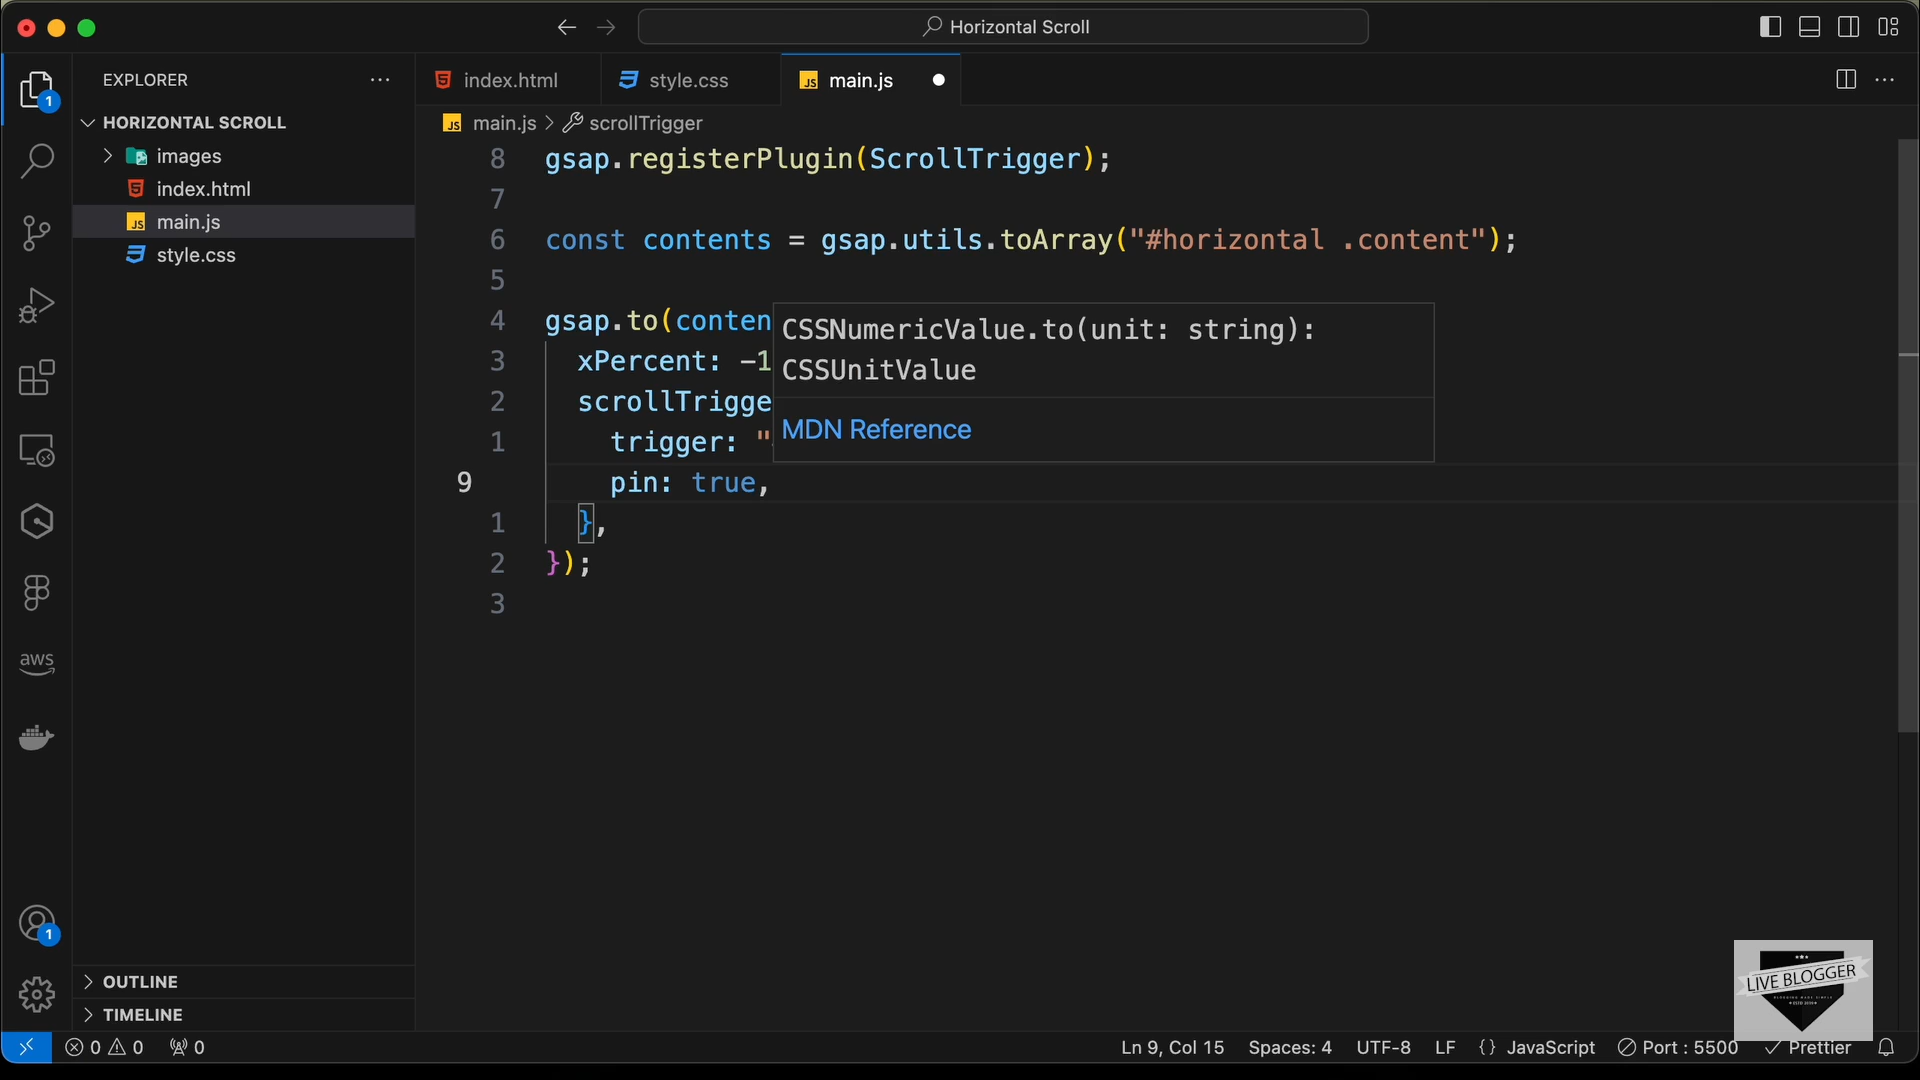 Horizontal Scroll
EXPLORER
HORIZONTAL SCROLL
images
index.html
main.js
style.css
OUTLINE
TIMELINE
1
aws
1
index.html
style.css
main.js
main.js > scrollTrigger
8 gsap.registerPlugin(ScrollTrigger);
7
6 const contents = gsap.utils.toArray("#horizontal .content");
5
4 gsap.to(conten
3 xPercent: -1
2 scrollTrigge
1 trigger: "
9 pin: true,
1 },
2 });
3
CSSNumericValue.to(unit: string):
CSSUnitValue
MDN Reference
LIVE BLOGGER
0 0 0 Ln 9, Col 15 Spaces: 4 UTF-8 LF {} JavaScript Port : 5500 Prettier